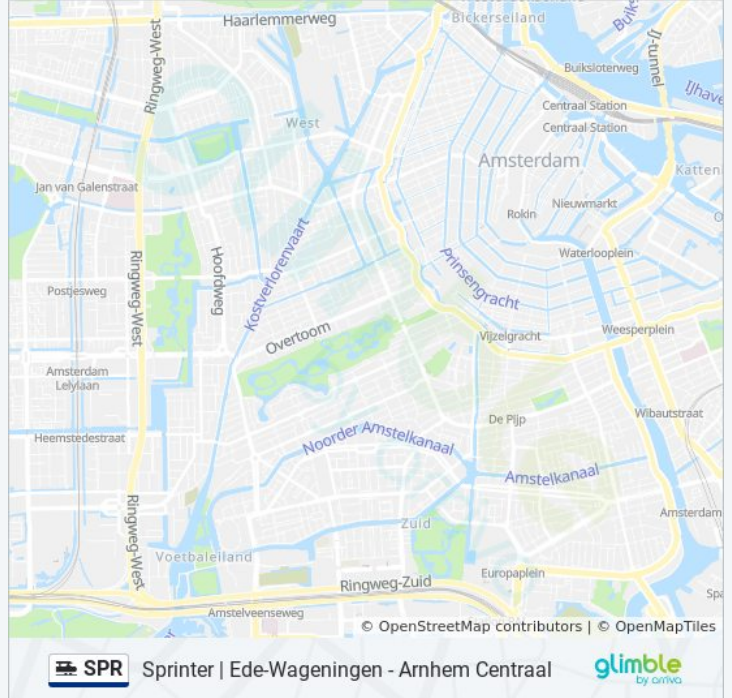 Haarlemmerweg
Bickerseiland
Ringweg-West
IJ-tunnel
Buiksloterweg
Centraal Station
Centraal Station
West
Amsterdam
Jan van Galenstraat
Rokin
Nieuwmarkt
Waterlooplein
Hoofdweg
Kostverlorenvaart
Prinsengracht
Ringweg-West
Postjesweg
Overtoom
Vijzelgracht
Weesperplein
Amsterdam
Lelylaan
De Pijp
Wibautstraat
Heemstedestraat
Noorder Amstelkanaal
Amstelkanaal
Ringweg-West
Zuid
Amsterdam
Voetbaleiland
Europaplein
Ringweg-Zuid
Amstelveenseweg
© OpenStreetMap contributors | © OpenMapTiles
SPR Sprinter | Ede-Wageningen - Arnhem Centraal
glimble
by arriva